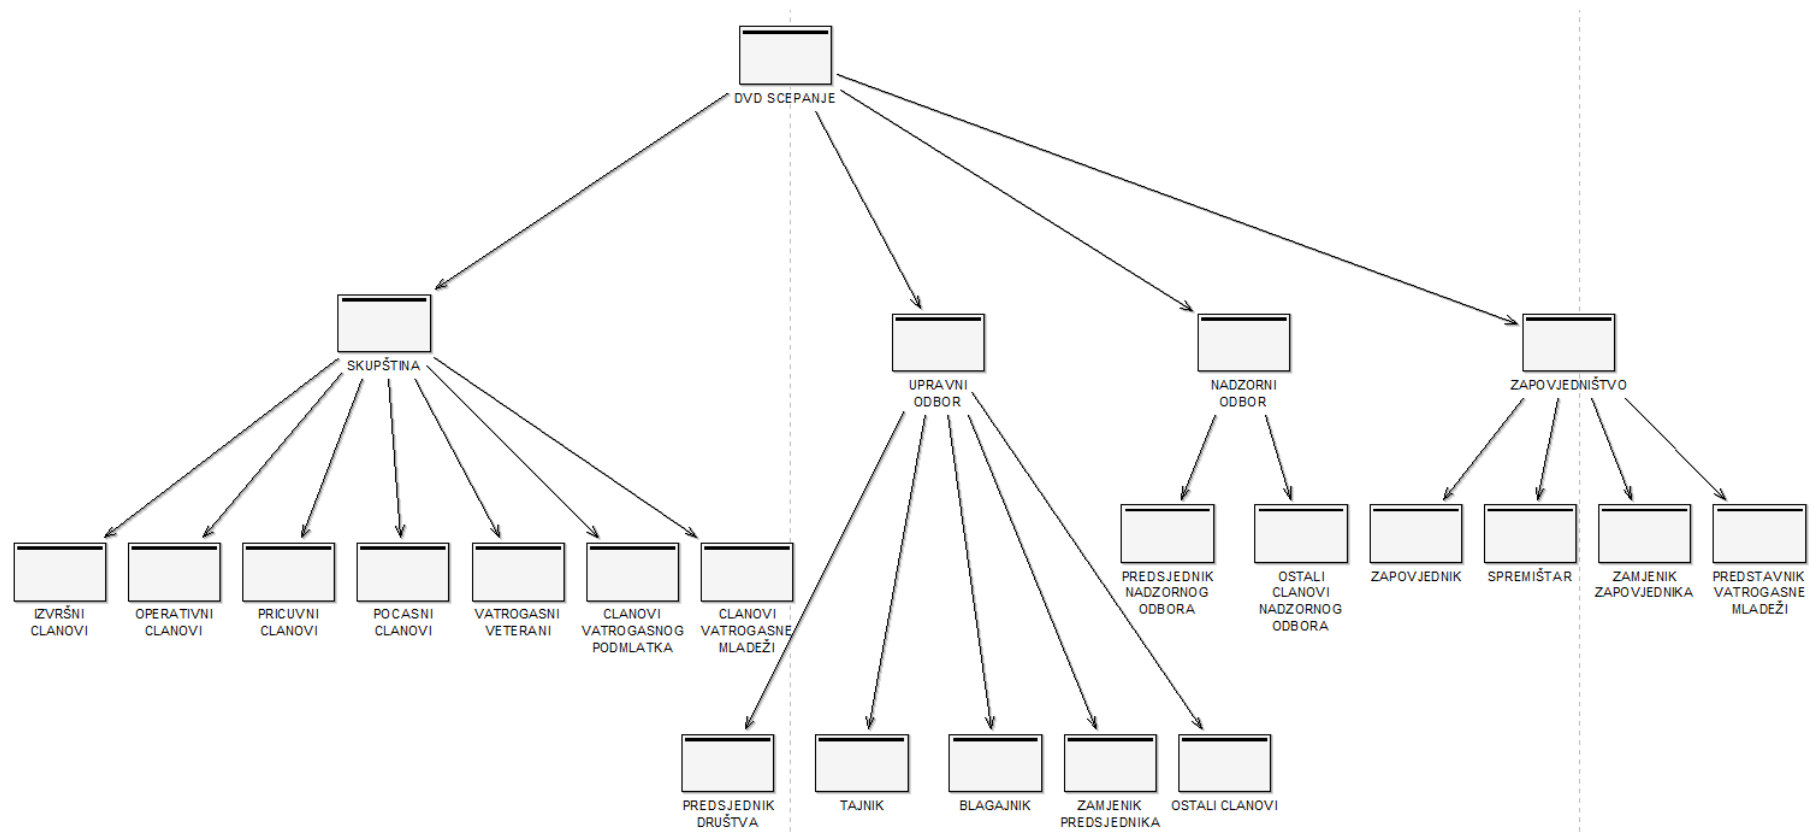 DVD SCEPANJE
SKUPŠTINA
UPRAVNI
ODBOR
NADZORNI
ODBOR
ZAPOVJEDNIŠTVO
IZVRŠNI
CLANOVI
OPERATIVNI
CLANOVI
PRICUVNI
CLANOVI
POCASNI
CLANOVI
VATROGASNI
VETERANI
CLANOVI
VATROGASNOG
PODMLATKA
CLANOVI
VATROGASNE
MLADEŽI
PREDSJEDNIK
NADZORNOG
ODBORA
OSTALI
CLANOVI
NADZORNOG
ODBORA
ZAPOVJEDNIK
SPREMIŠTAR
ZAMJENIK
ZAPOVJEDNIKA
PREDSTAVNIK
VATROGASNE
MLADEŽI
PREDSJEDNIK
DRUŠTVA
TAJNIK
BLAGAJNIK
ZAMJENIK
PREDSJEDNIKA
OSTALI CLANOVI